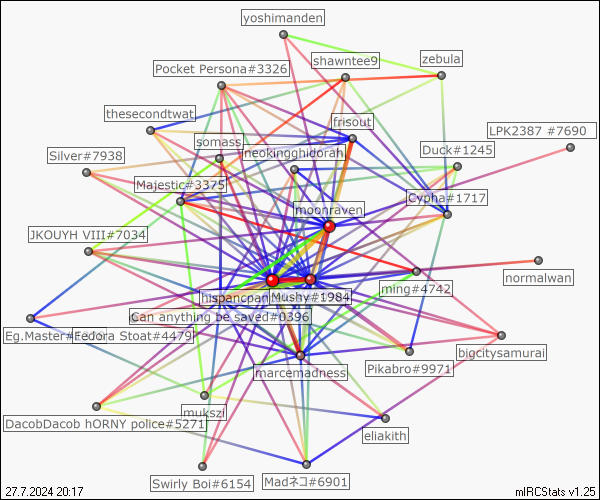 yoshimanden
shawntee9
zebula
Pocket Persona#3326
thesecondtwat
frisout
LPK2387 #7690
somass
neokingghidorah
Duck#1245
Silver#7938
Majestic#3375
Cypha#1717
moonraven
JKOUYH VIII#7034
normalwan
ming#4742
hispanopan
Mushy#1984
Can anything be saved#0396
Eg.Master#
Fedora Stoat#4479
bigcitysamurai
Pikabro#9971
marcemadness
mukszi
DacobDacob hORNY police#5271
eliakith
Swirly Boi#6154
Madネコ#6901
27.7.2024 20:17
mIRCStats v1.25